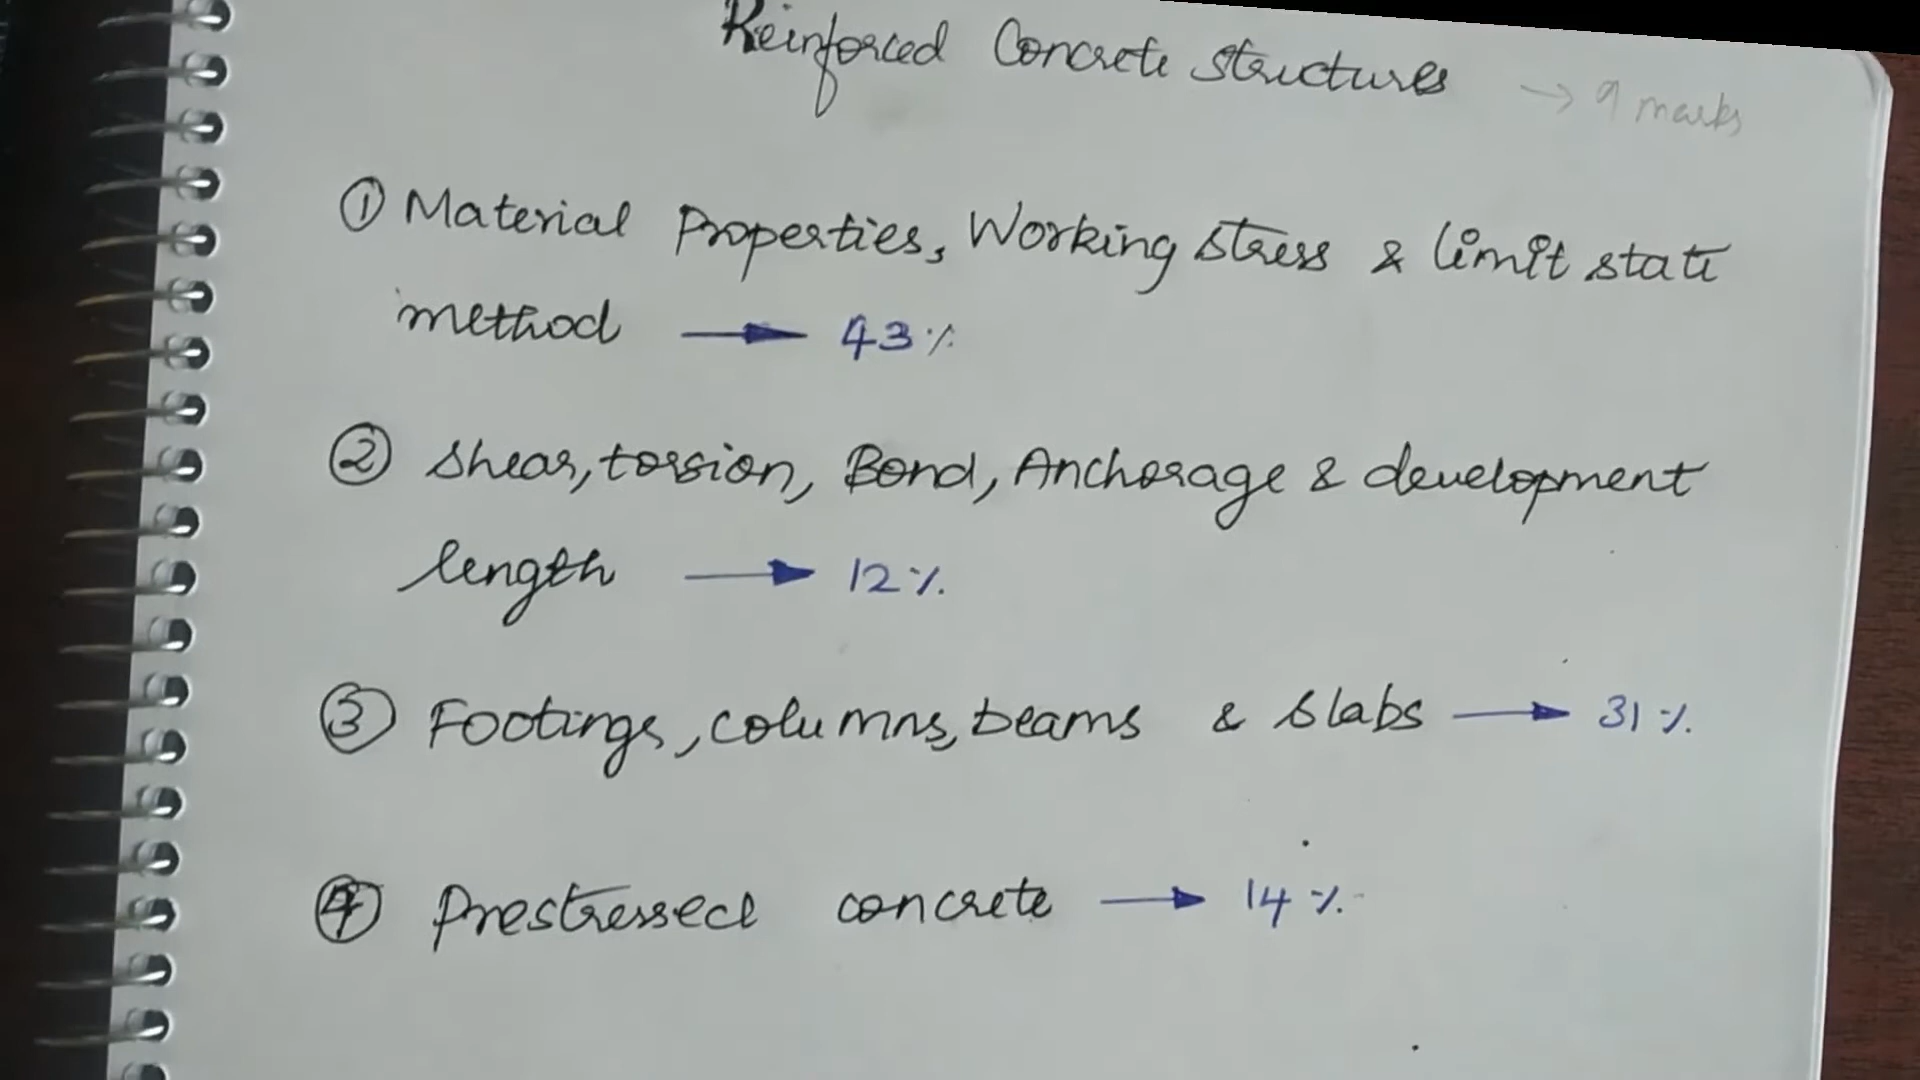 Reinforced Concrete Structures → 9 marks
① Material Properties, Working stress & limit state
method → 43%
② Shear, torsion, Bond, Anchorage & development
length → 12%
③ Footings, columns, beams & slabs → 31%
④ Prestressed concrete → 14%